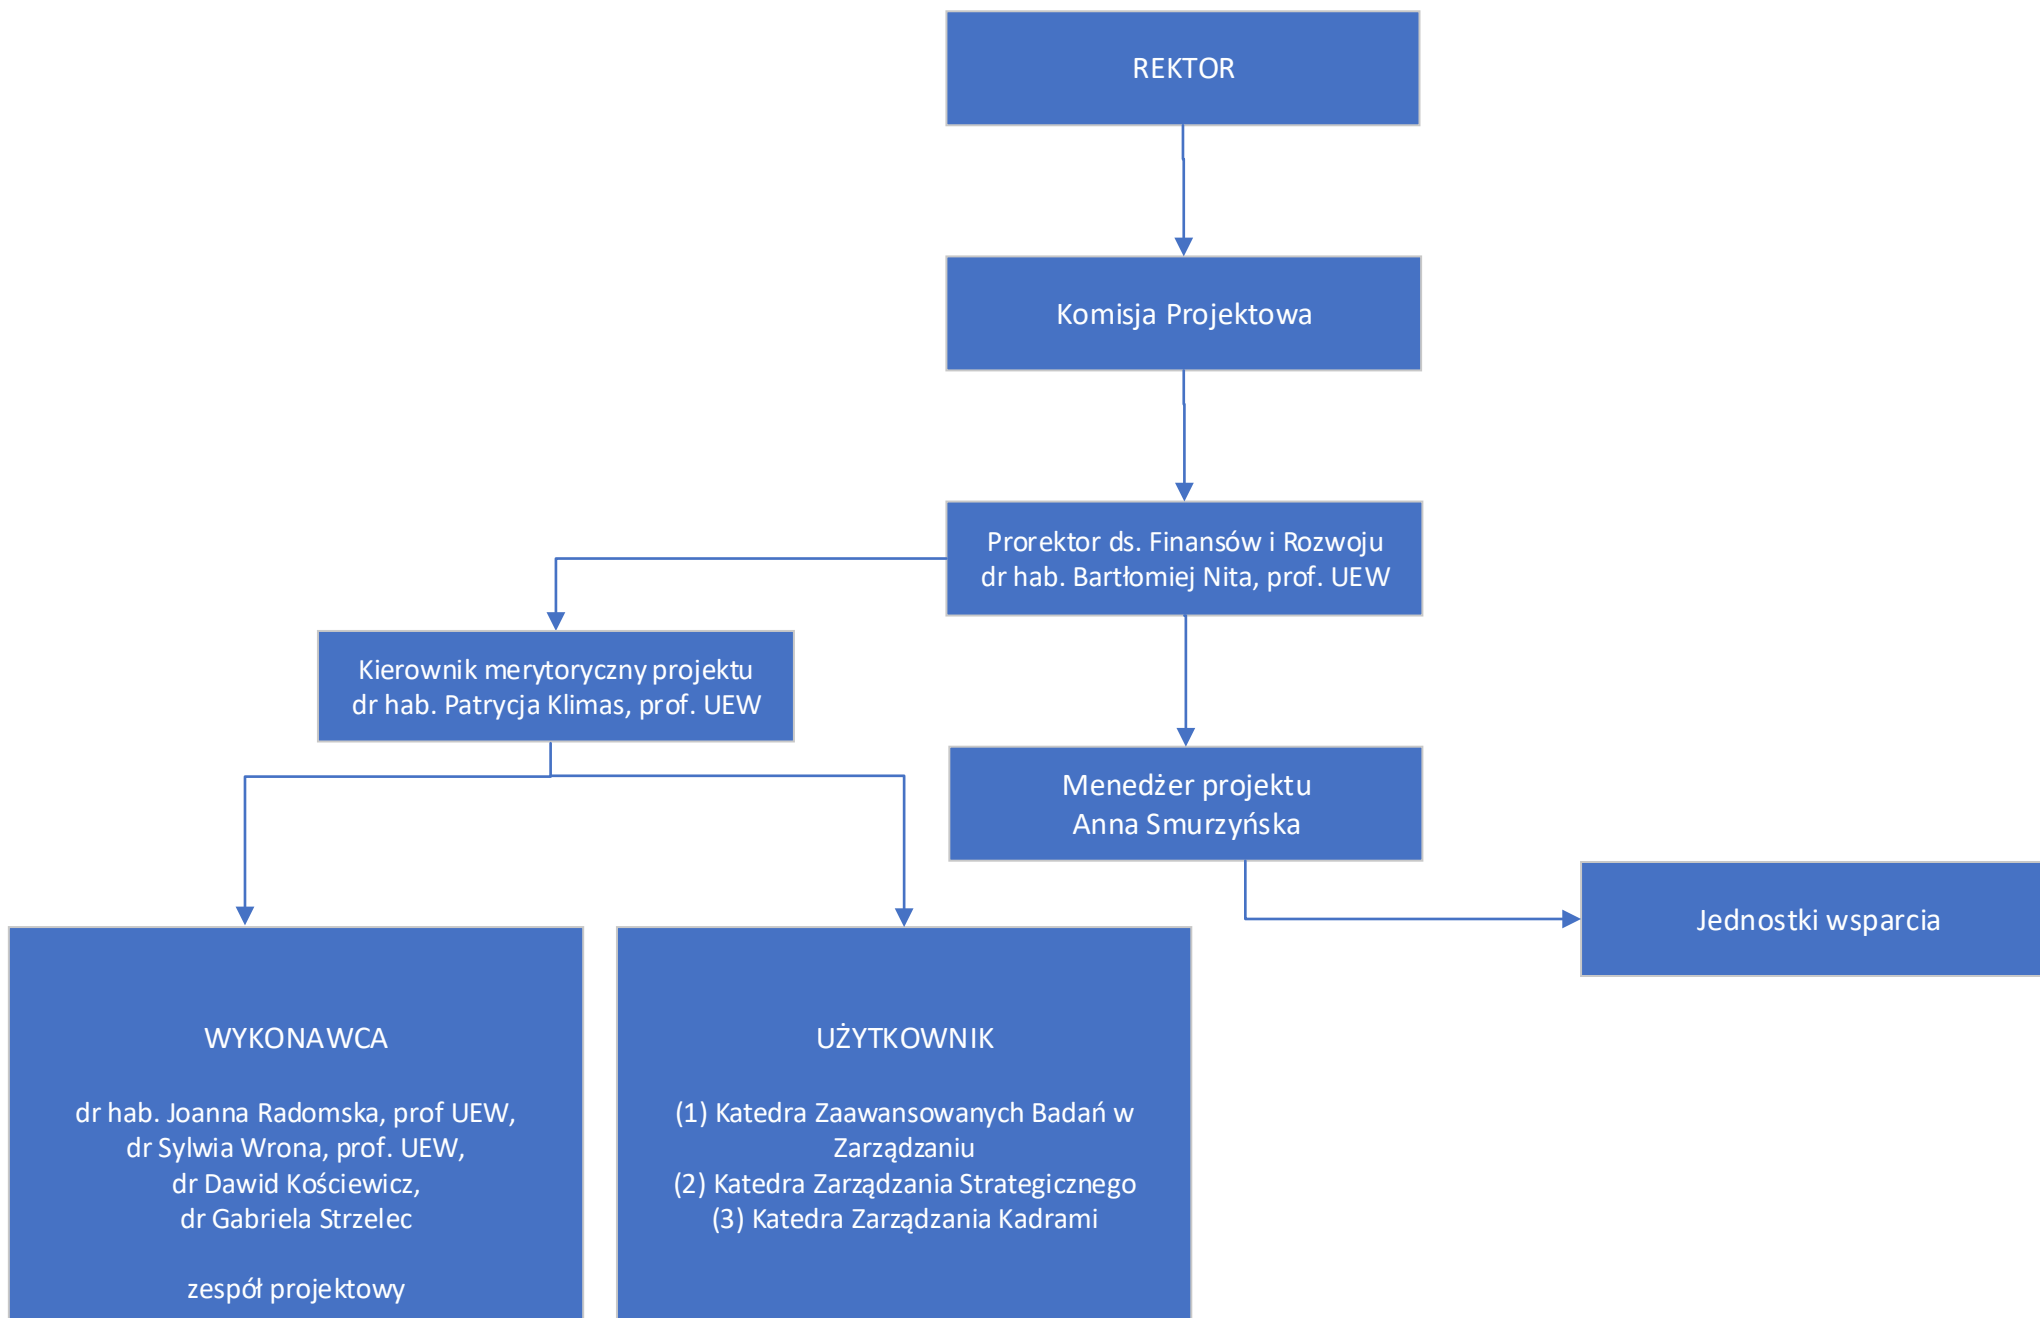 REKTOR
Komisja Projektowa
Prorektor ds. Finansów i Rozwoju
dr hab. Bartłomiej Nita, prof. UEW
Kierownik merytoryczny projektu
dr hab. Patrycja Klimas, prof. UEW
Menedżer projektu
Anna Smurzyńska
Jednostki wsparcia
WYKONAWCA
dr hab. Joanna Radomska, prof UEW,
dr Sylwia Wrona, prof. UEW,
dr Dawid Kościewicz,
dr Gabriela Strzelec
zespół projektowy
UŻYTKOWNIK
(1) Katedra Zaawansowanych Badań w
Zarządzaniu
(2) Katedra Zarządzania Strategicznego
(3) Katedra Zarządzania Kadrami